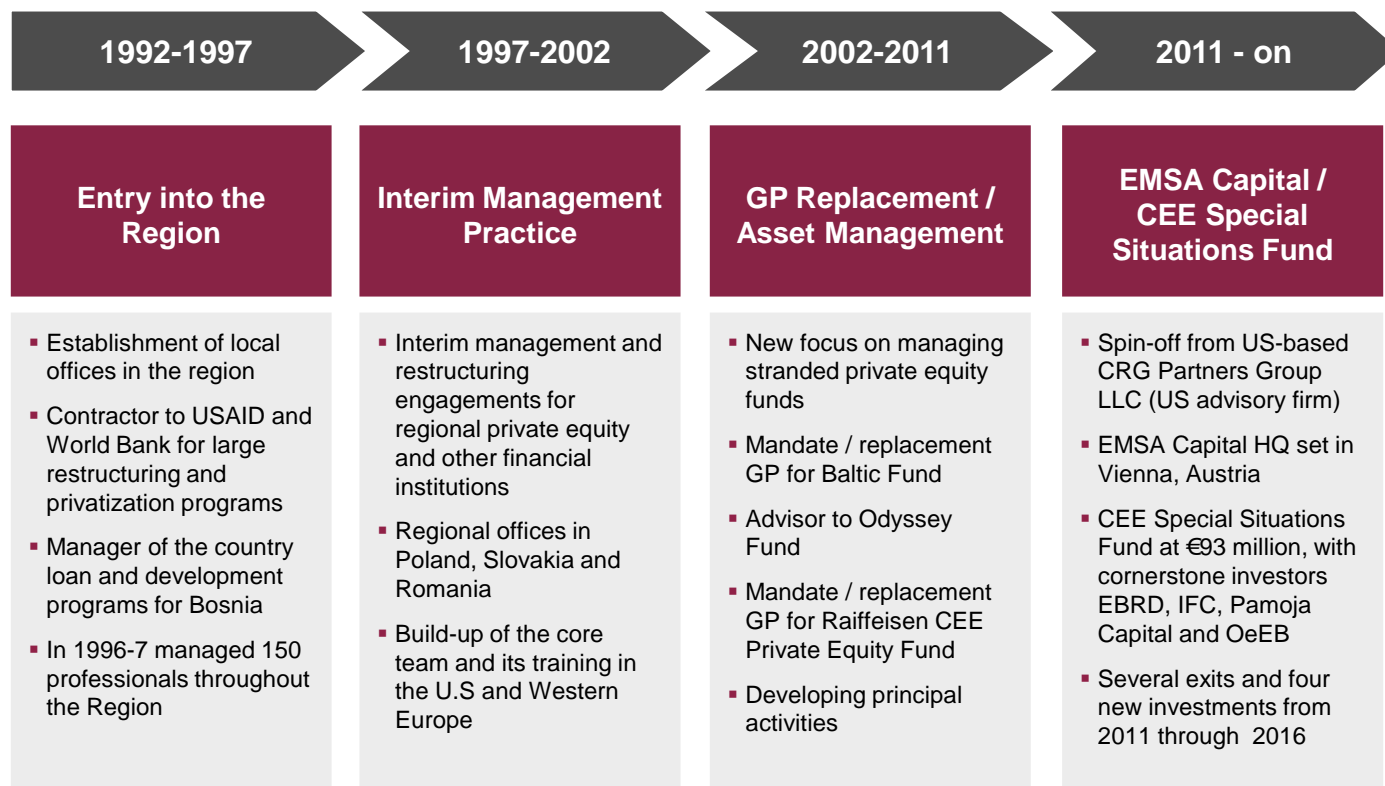 1992-1997
1997-2002
2002-2011
2011 - on
Entry into the
Region
Interim Management
Practice
GP Replacement /
Asset Management
EMSA Capital /
CEE Special
Situations Fund
▪ Establishment of local
offices in the region
▪ Contractor to USAID and
World Bank for large
restructuring and
privatization programs
▪ Manager of the country
loan and development
programs for Bosnia
▪ In 1996-7 managed 150
professionals throughout
the Region
▪ Interim management and
restructuring
engagements for
regional private equity
and other financial
institutions
▪ Regional offices in
Poland, Slovakia and
Romania
▪ Build-up of the core
team and its training in
the U.S and Western
Europe
▪ New focus on managing
stranded private equity
funds
▪ Mandate / replacement
GP for Baltic Fund
▪ Advisor to Odyssey
Fund
▪ Mandate / replacement
GP for Raiffeisen CEE
Private Equity Fund
▪ Developing principal
activities
▪ Spin-off from US-based
CRG Partners Group
LLC (US advisory firm)
▪ EMSA Capital HQ set in
Vienna, Austria
▪ CEE Special Situations
Fund at €93 million, with
cornerstone investors
EBRD, IFC, Pamoja
Capital and OeEB
▪ Several exits and four
new investments from
2011 through 2016